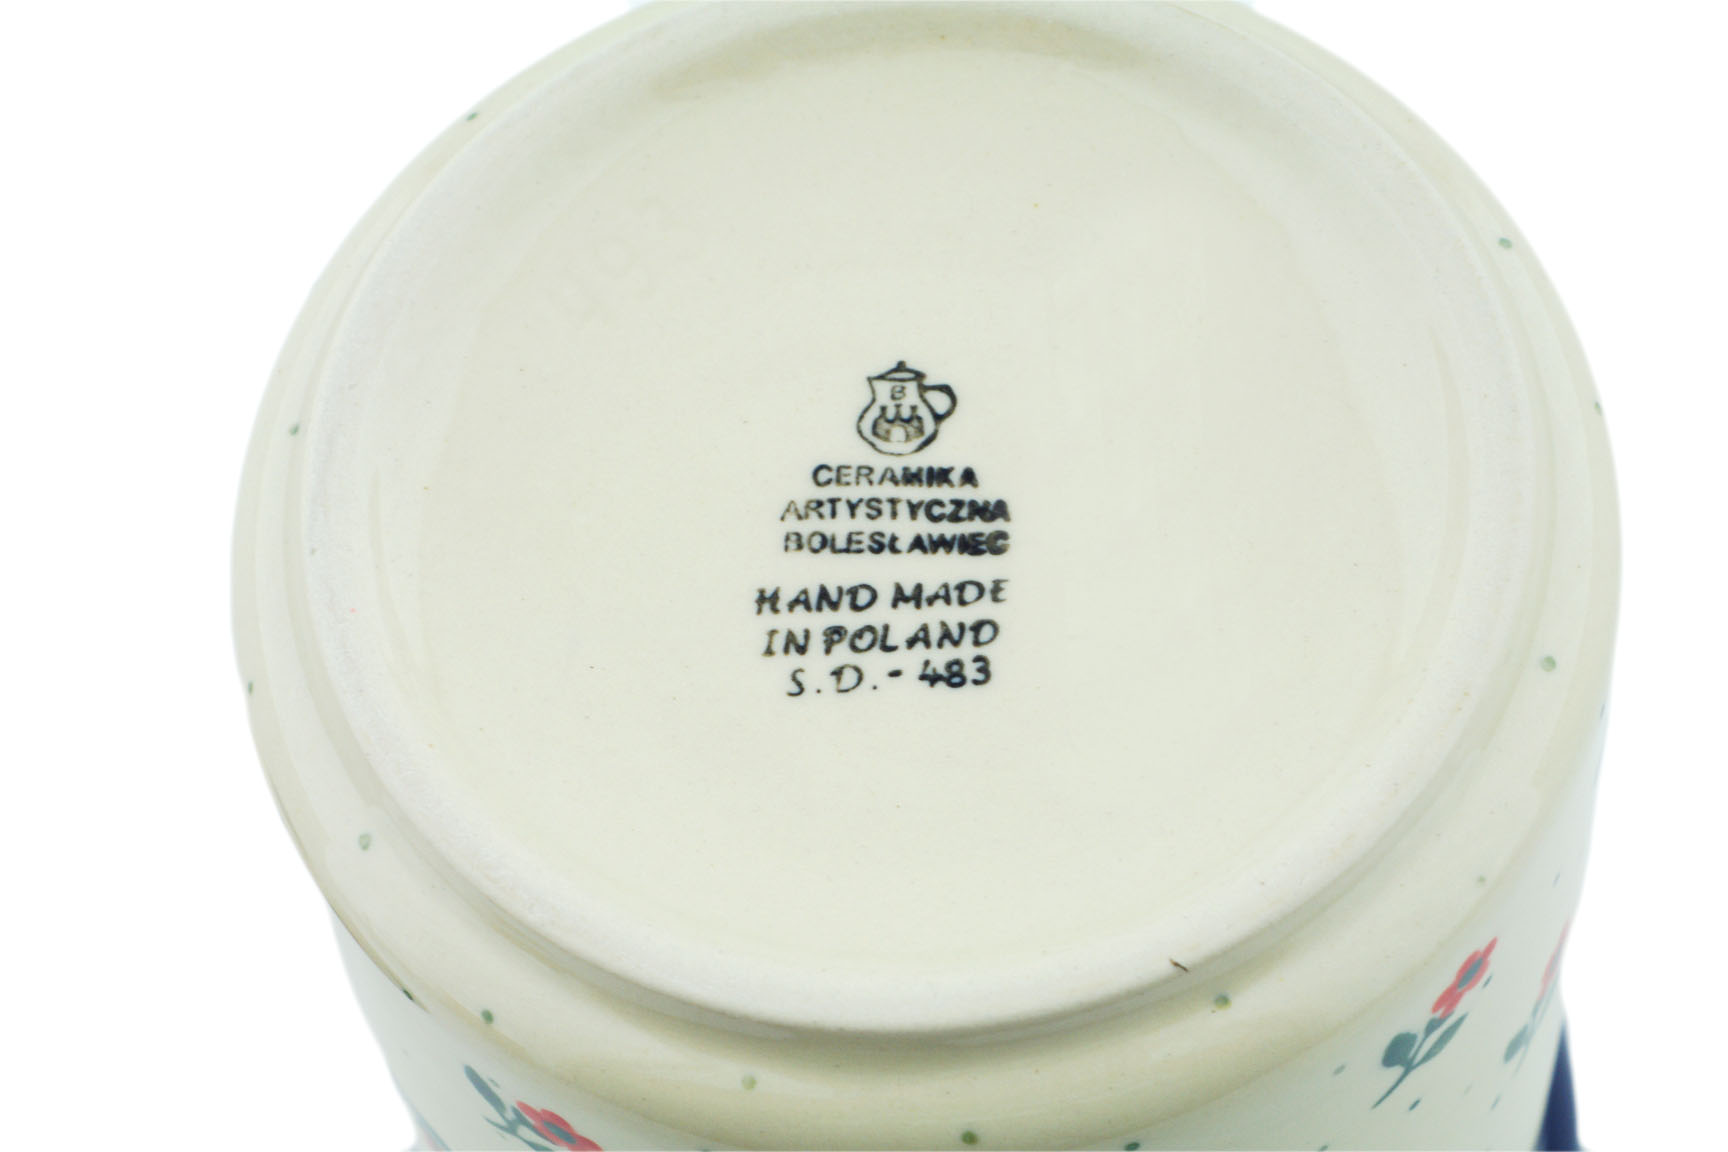 B
CERAMIKA
ARTYSTYCZNA
BOLESŁAWIEC
HAND MADE
IN POLAND
S.D.- 483